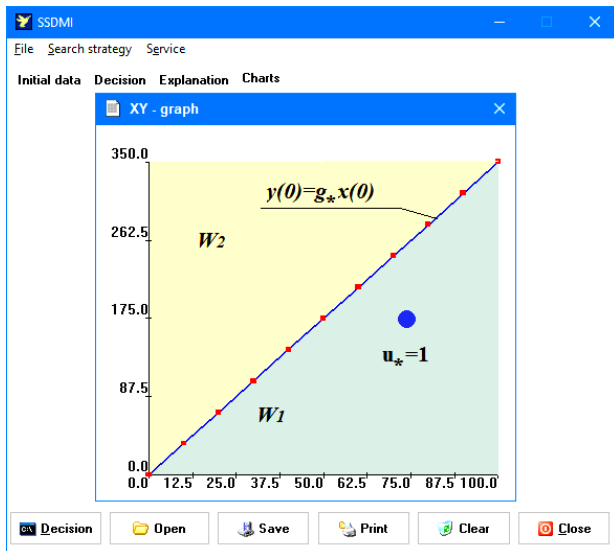 SSDMI
File Search strategy Service
Initial data Decision Explanation Charts
XY - graph
350.0
y(0)=g*x(0)
262.5
W2
175.0
u*=1
87.5
W1
0.0
0.0 12.5 25.0 37.5 50.0 62.5 75.0 87.5 100.0
Decision Open Save Print Clear Close